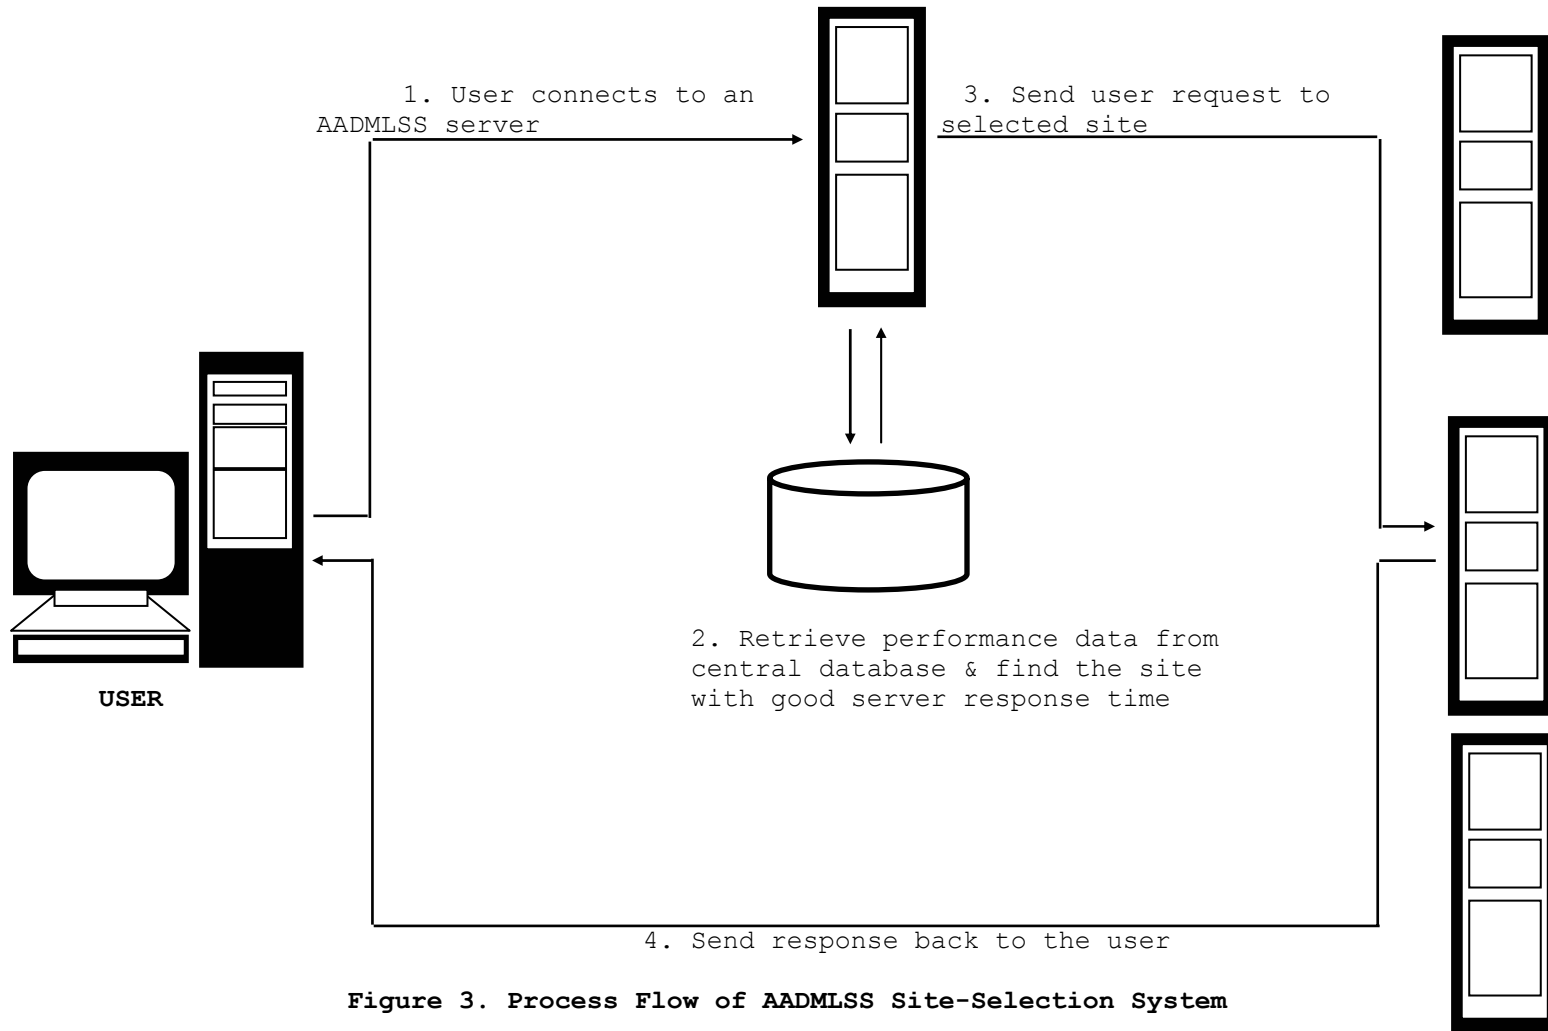 1. User connects to an
AADMLSS server
3. Send user request to
selected site
2. Retrieve performance data from
central database & find the site
with good server response time
USER
4. Send response back to the user
Figure 3. Process Flow of AADMLSS Site-Selection System